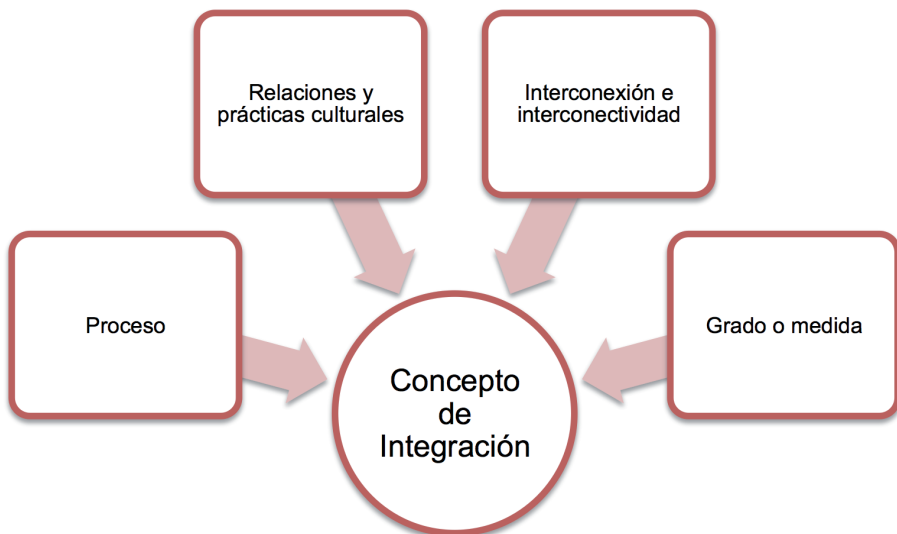 Relaciones y
prácticas culturales
Interconexión e
interconectividad
Proceso
Grado o medida
Concepto
de
Integración